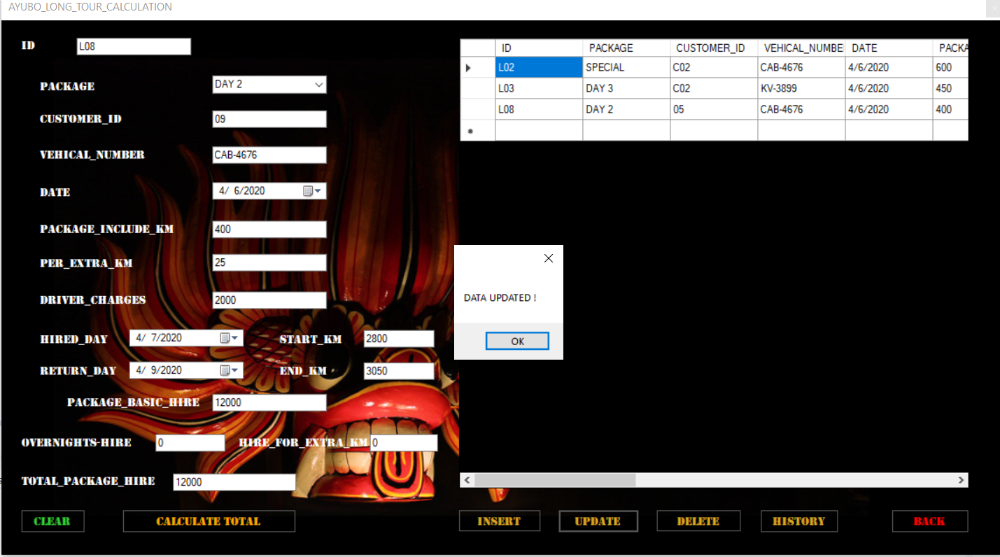 AYUBO_LONG_TOUR_CALCULATION
ID L08
PACKAGE DAY 2
CUSTOMER_ID 09
VEHICAL_NUMBER CAB-4676
DATE 4/ 6/2020
PACKAGE_INCLUDE_KM 400
PER_EXTRA_KM 25
DRIVER_CHARGES 2000
HIRED_DAY 4/ 7/2020 START_KM 2800
RETURN_DAY 4/ 9/2020 END_KM 3050
PACKAGE_BASIC_HIRE 12000
OVERNIGHTS-HIRE 0 HIRE_FOR_EXTRA_KM 0
TOTAL_PACKAGE_HIRE 12000
CLEAR CALCULATE TOTAL
ID PACKAGE CUSTOMER_ID VEHICAL_NUMBE DATE PACKA
L02 SPECIAL C02 CAB-4676 4/6/2020 600
L03 DAY 3 C02 KV-3899 4/6/2020 450
L08 DAY 2 05 CAB-4676 4/6/2020 400
DATA UPDATED !
OK
INSERT UPDATE DELETE HISTORY BACK